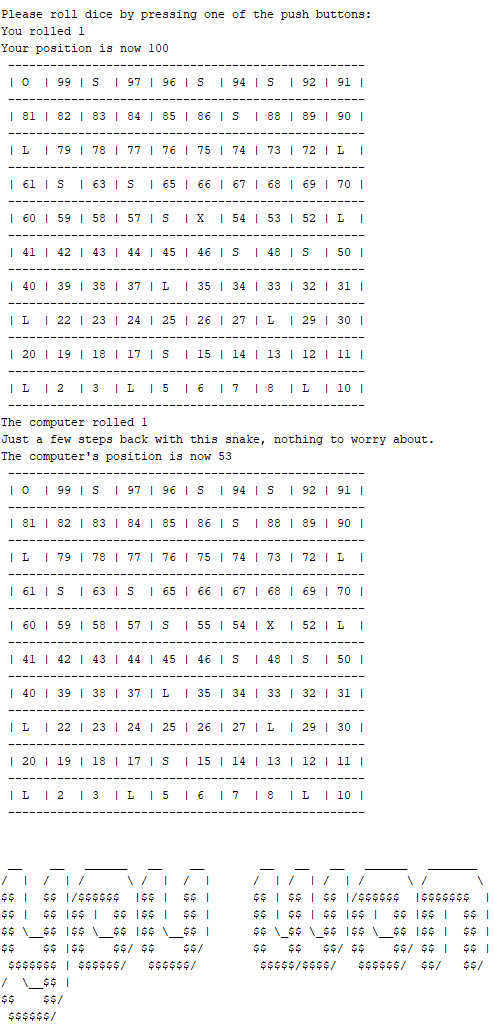 Please roll dice by pressing one of the push buttons:
You rolled 1
Your position is now 100
---------------------------------------------------
| O  | 99 | S  | 97 | 96 | S  | 94 | S  | 92 | 91 |
---------------------------------------------------
| 81 | 82 | 83 | 84 | 85 | 86 | S  | 88 | 89 | 90 |
---------------------------------------------------
| L  | 79 | 78 | 77 | 76 | 75 | 74 | 73 | 72 | L  |
---------------------------------------------------
| 61 | S  | 63 | S  | 65 | 66 | 67 | 68 | 69 | 70 |
---------------------------------------------------
| 60 | 59 | 58 | 57 | S  | X  | 54 | 53 | 52 | L  |
---------------------------------------------------
| 41 | 42 | 43 | 44 | 45 | 46 | S  | 48 | S  | 50 |
---------------------------------------------------
| 40 | 39 | 38 | 37 | L  | 35 | 34 | 33 | 32 | 31 |
---------------------------------------------------
| L  | 22 | 23 | 24 | 25 | 26 | 27 | L  | 29 | 30 |
---------------------------------------------------
| 20 | 19 | 18 | 17 | S  | 15 | 14 | 13 | 12 | 11 |
---------------------------------------------------
| L  | 2  | 3  | L  | 5  | 6  | 7  | 8  | L  | 10 |
---------------------------------------------------
The computer rolled 1
Just a few steps back with this snake, nothing to worry about.
The computer's position is now 53
---------------------------------------------------
| O  | 99 | S  | 97 | 96 | S  | 94 | S  | 92 | 91 |
---------------------------------------------------
| 81 | 82 | 83 | 84 | 85 | 86 | S  | 88 | 89 | 90 |
---------------------------------------------------
| L  | 79 | 78 | 77 | 76 | 75 | 74 | 73 | 72 | L  |
---------------------------------------------------
| 61 | S  | 63 | S  | 65 | 66 | 67 | 68 | 69 | 70 |
---------------------------------------------------
| 60 | 59 | 58 | 57 | S  | 55 | 54 | X  | 52 | L  |
---------------------------------------------------
| 41 | 42 | 43 | 44 | 45 | 46 | S  | 48 | S  | 50 |
---------------------------------------------------
| 40 | 39 | 38 | 37 | L  | 35 | 34 | 33 | 32 | 31 |
---------------------------------------------------
| L  | 22 | 23 | 24 | 25 | 26 | 27 | L  | 29 | 30 |
---------------------------------------------------
| 20 | 19 | 18 | 17 | S  | 15 | 14 | 13 | 12 | 11 |
---------------------------------------------------
| L  | 2  | 3  | L  | 5  | 6  | 7  | 8  | L  | 10 |
---------------------------------------------------
 __    __   ______   __    __        __   __   __   ______   _______
/  |  /  | /      \ /  |  /  |      /  | /  | /  | /      \ /       \
$$ |  $$ |/$$$$$$  |$$ |  $$ |      $$ | $$ | $$ |/$$$$$$  |$$$$$$$  |
$$ |  $$ |$$ |  $$ |$$ |  $$ |      $$ | $$ | $$ |$$ |  $$ |$$ |  $$ |
$$ \__$$ |$$ \__$$ |$$ \__$$ |      $$ \_$$ \_$$ |$$ \__$$ |$$ |  $$ |
$$    $$ |$$    $$/ $$    $$/       $$   $$   $$/ $$    $$/ $$ |  $$ |
 $$$$$$$ | $$$$$$/   $$$$$$/         $$$$$/$$$$/   $$$$$$/  $$/   $$/
/  \__$$ |
$$    $$/
 $$$$$$/